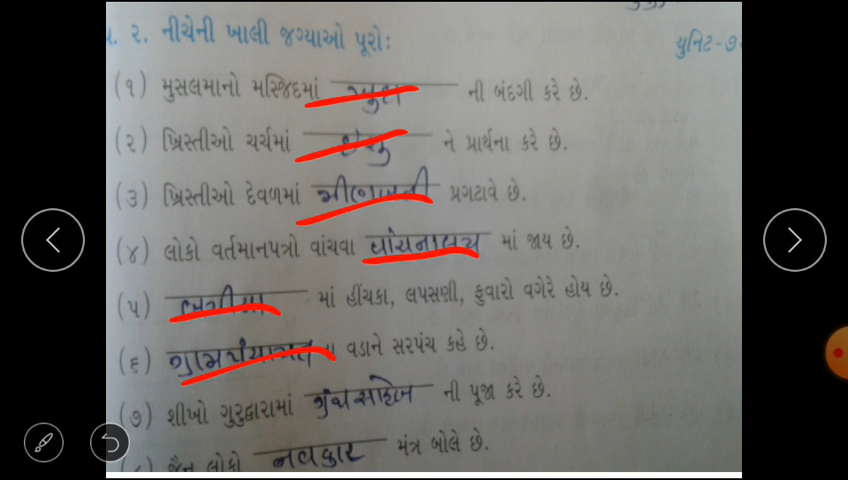 ૨. નીચેની ખાલી જગ્યાઓ પૂરો:
યુનિટ-૭
(૧) મુસલમાનો મસ્જિદમાં ખુદા ની બંદગી કરે છે.
(૨) ખ્રિસ્તીઓ ચર્ચમાં ઈસુ ને પ્રાર્થના કરે છે.
(૩) ખ્રિસ્તીઓ દેવળમાં મીણબત્તી પ્રગટાવે છે.
(૪) લોકો વર્તમાનપત્રો વાંચવા વાંચનાલય માં જાય છે.
(૫) બગીચા માં હીંચકા, લપસણી, ફુવારો વગેરે હોય છે.
(૬) ગ્રામપંચાયત ના વડાને સરપંચ કહે છે.
(૭) શીખો ગુરુદ્વારામાં ગ્રંથસાહેબ ની પૂજા કરે છે.
જૈન લોકો નવકાર મંત્ર બોલે છે.